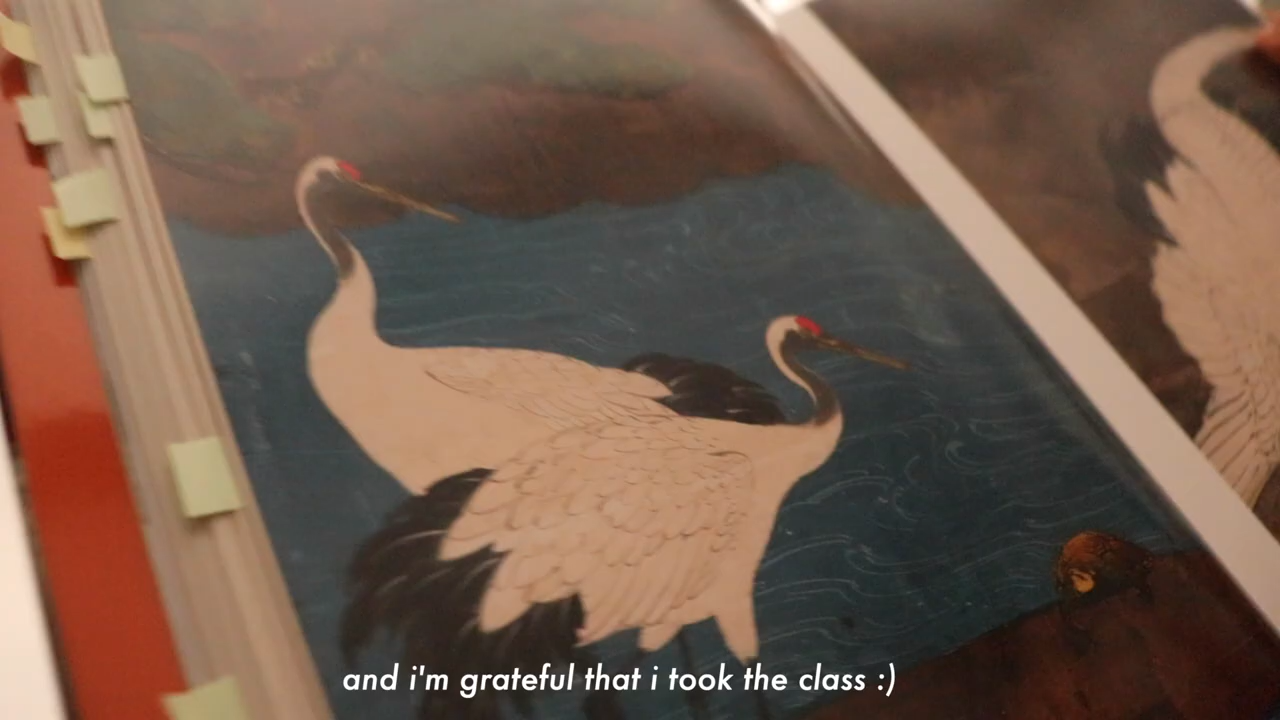 and i'm grateful that i took the class :)